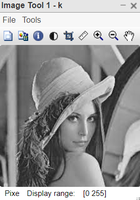 Image Tool 1 - k
File Tools
Pixe Display range: [0 255]